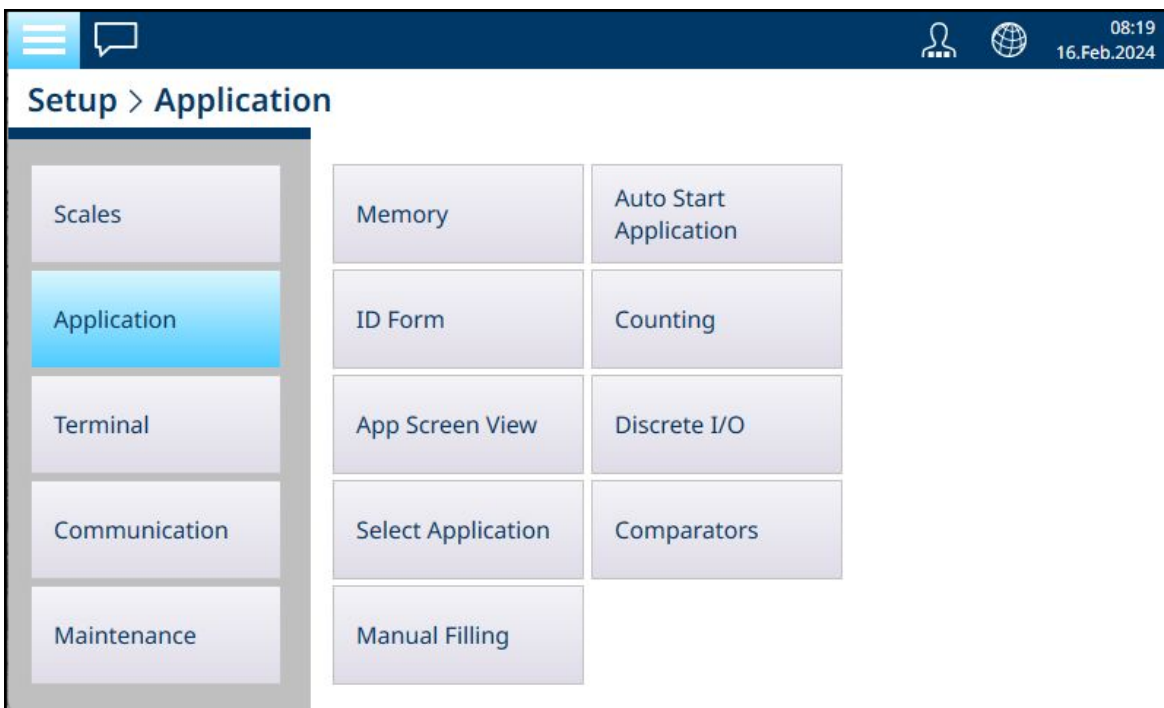 08:19
16.Feb.2024
Setup > Application
Scales
Application
Terminal
Communication
Maintenance
Memory
ID Form
App Screen View
Select Application
Manual Filling
Auto Start
Application
Counting
Discrete I/O
Comparators